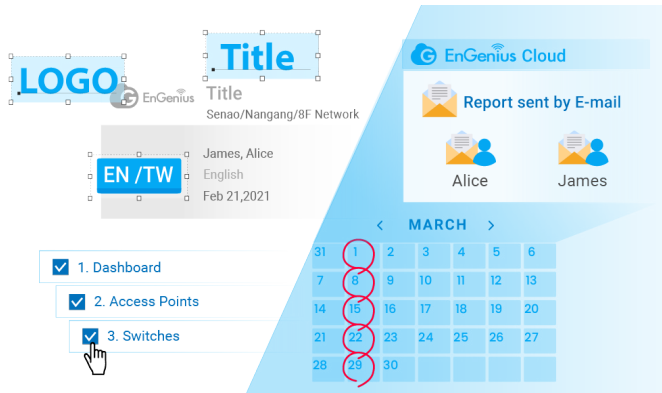 LOGO
EnGenius
Title
Title
Senao/Nangang/8F Network
EN /TW
James, Alice
English
Feb 21,2021
1. Dashboard
2. Access Points
3. Switches
EnGenius Cloud
Report sent by E-mail
Alice
James
< MARCH >
31 1 2 3 4 5 6
7 8 9 10 11 12 13
14 15 16 17 18 19 20
21 22 23 24 25 26 27
28 29 30